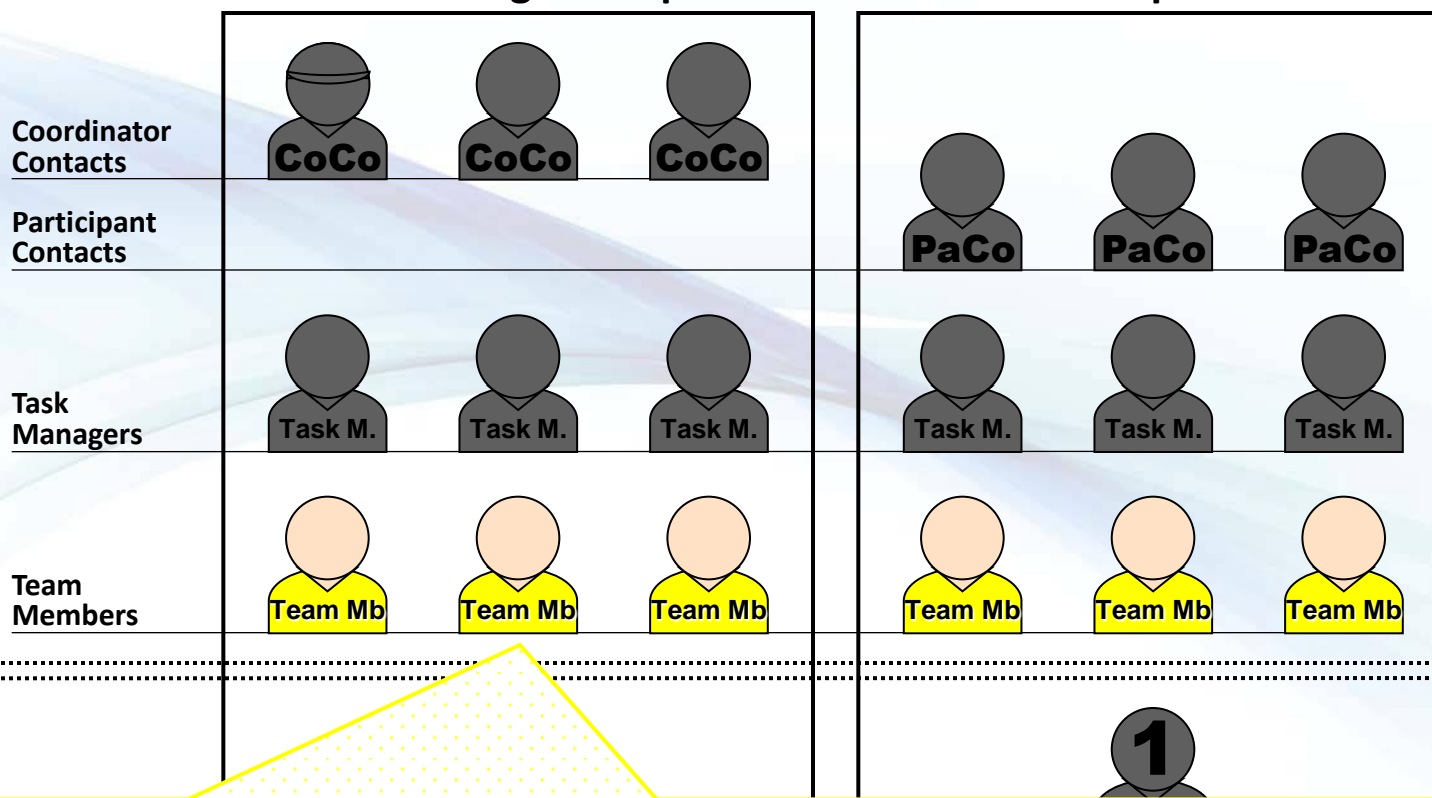 Coordinator
Contacts
CoCo CoCo CoCo
Participant
Contacts
PaCo PaCo PaCo
Task
Managers
Task M. Task M. Task M. Task M. Task M. Task M.
Team
Members
Team Mb Team Mb Team Mb Team Mb Team Mb Team Mb
1